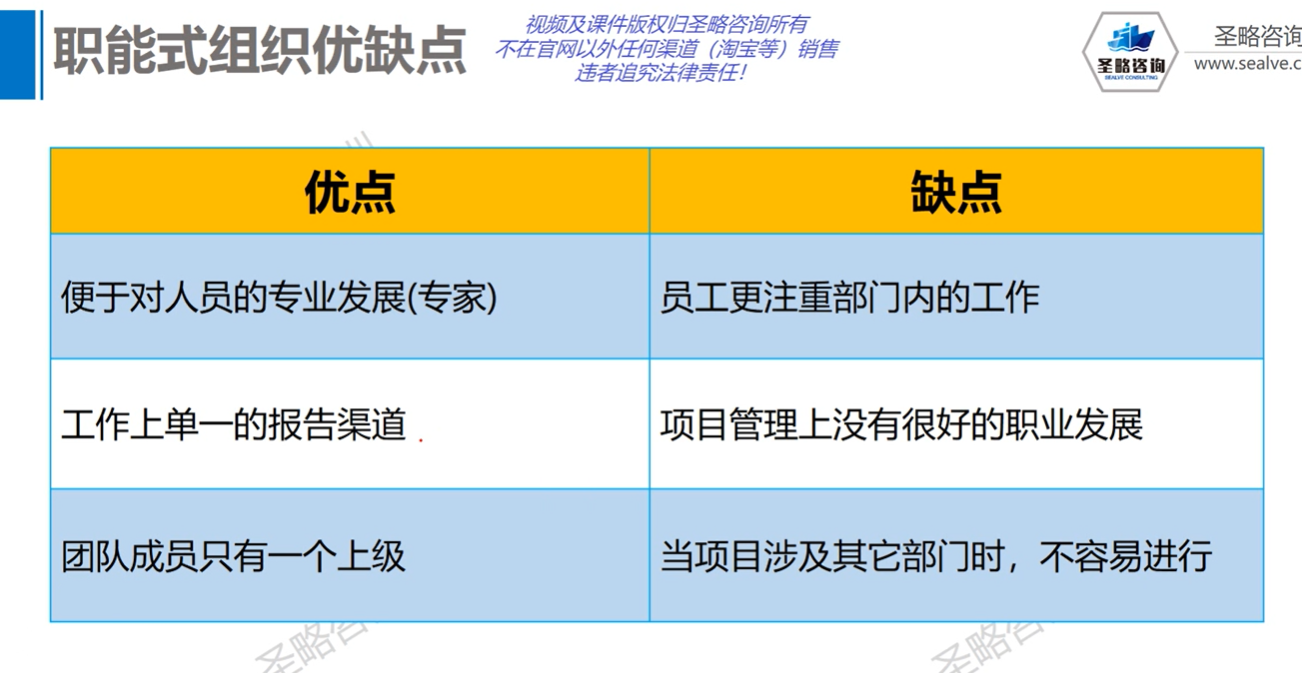 职能式组织优缺点
视频及课件版权归圣略咨询所有
不在官网以外任何渠道（淘宝等）销售
违者追究法律责任！
圣略咨询
SEALVE CONSULTING
圣略咨询
www.sealve.c
优点
缺点
便于对人员的专业发展(专家)
员工更注重部门内的工作
工作上单一的报告渠道
项目管理上没有很好的职业发展
团队成员只有一个上级
当项目涉及其它部门时，不容易进行
圣略咨
圣略咨